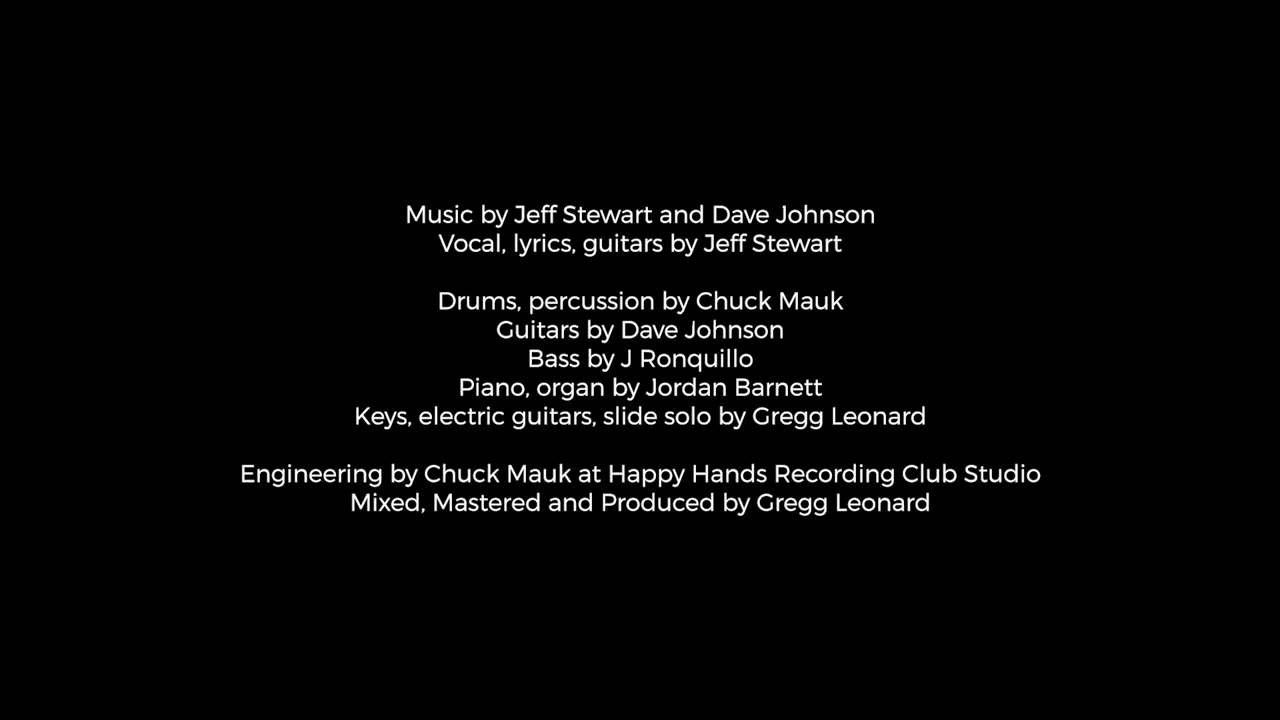 Music by Jeff Stewart and Dave Johnson
Vocal, lyrics, guitars by Jeff Stewart
Drums, percussion by Chuck Mauk
Guitars by Dave Johnson
Bass by J Ronquillo
Piano, organ by Jordan Barnett
Keys, electric guitars, slide solo by Gregg Leonard
Engineering by Chuck Mauk at Happy Hands Recording Club Studio
Mixed, Mastered and Produced by Gregg Leonard